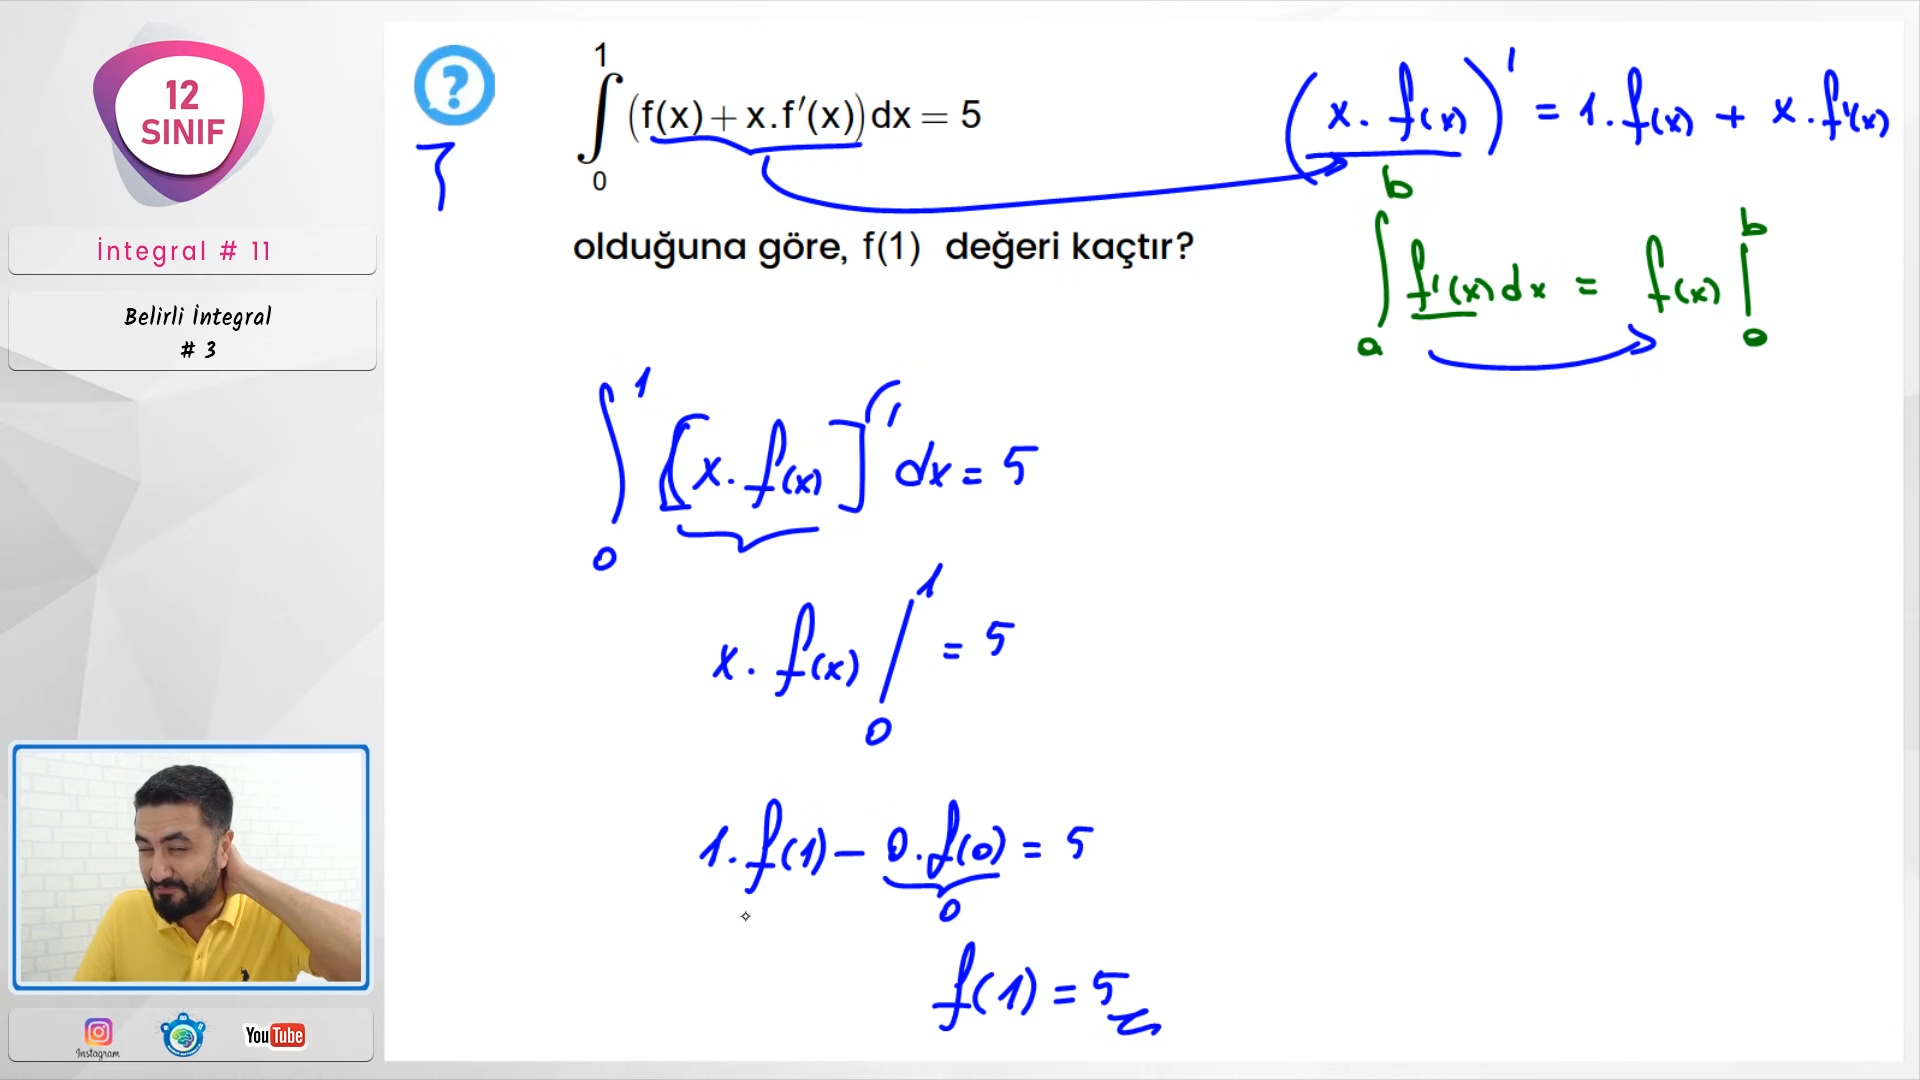 12
SINIF
İntegral # 11
Belirli İntegral
# 3
Instagram
YouTube
?
7
∫₀¹ (f(x) + x.f'(x)) dx = 5
olduğuna göre, f(1) değeri kaçtır?
(x. f(x))' = 1.f(x) + x.f'(x)
∫ₐᵇ f'(x) dx = f(x) |ₐᵇ
∫₀¹ [x. f(x)]' dx = 5
x. f(x) |₀¹ = 5
1. f(1) – 0. f(0) = 5
0
f(1) = 5